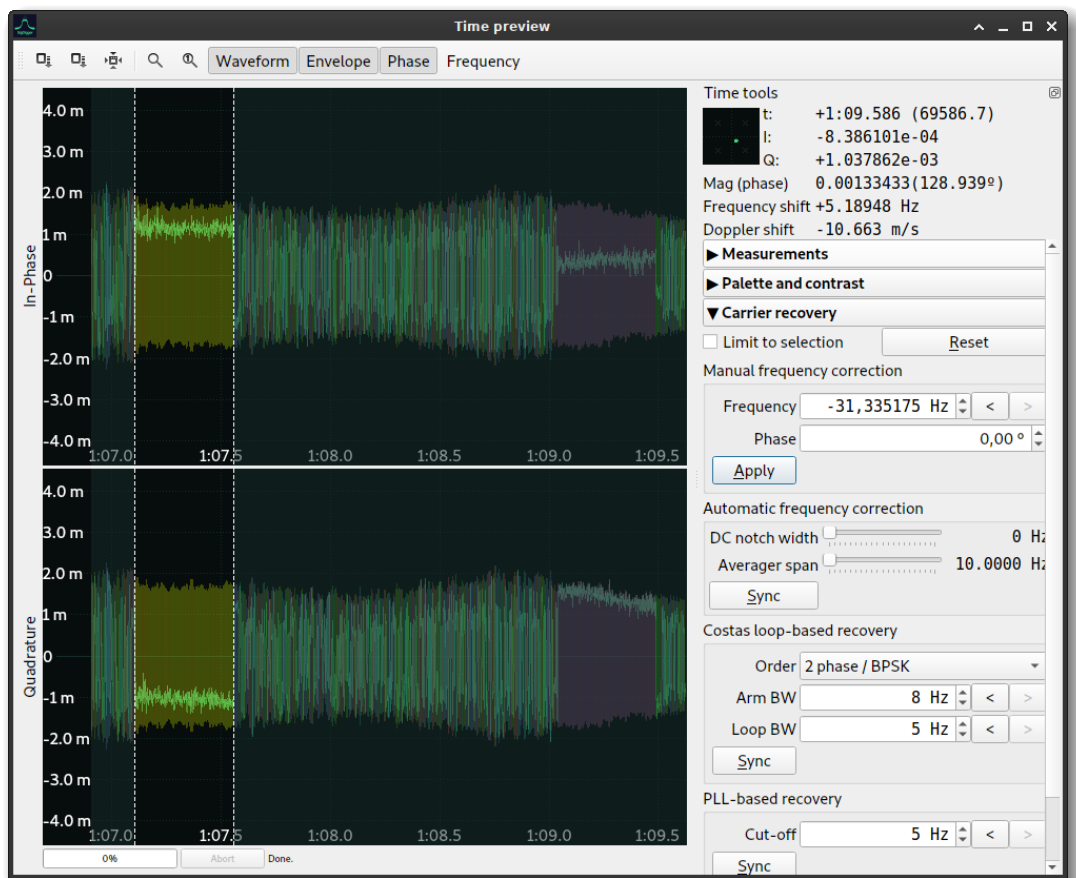 Time preview
Waveform Envelope Phase Frequency
4.0 m
3.0 m
2.0 m
1 m
0
-1 m
-2.0 m
-3.0 m
-4.0 m
In-Phase
1:07.0 1:07.5 1:08.0 1:08.5 1:09.0 1:09.5
4.0 m
3.0 m
2.0 m
1 m
0
-1 m
-2.0 m
-3.0 m
-4.0 m
Quadrature
1:07.0 1:07.5 1:08.0 1:08.5 1:09.0 1:09.5
0% Abort Done.
Time tools
t: +1:09.586 (69586.7)
I: -8.386101e-04
Q: +1.037862e-03
Mag (phase) 0.00133433(128.939º)
Frequency shift +5.18948 Hz
Doppler shift -10.663 m/s
▶ Measurements
▶ Palette and contrast
▼ Carrier recovery
Limit to selection Reset
Manual frequency correction
Frequency -31,335175 Hz < >
Phase 0,00 °
Apply
Automatic frequency correction
DC notch width 0 Hz
Averager span 10.0000 Hz
Sync
Costas loop-based recovery
Order 2 phase / BPSK
Arm BW 8 Hz < >
Loop BW 5 Hz < >
Sync
PLL-based recovery
Cut-off 5 Hz < >
Sync